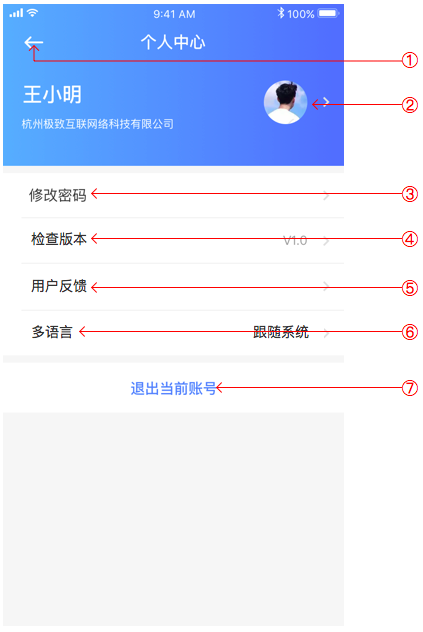 9:41 AM 100%
个人中心
①
王小明
②
杭州极致互联网络科技有限公司
修改密码 ③
检查版本 V1.0 ④
用户反馈 ⑤
多语言 跟随系统 ⑥
退出当前账号 ⑦